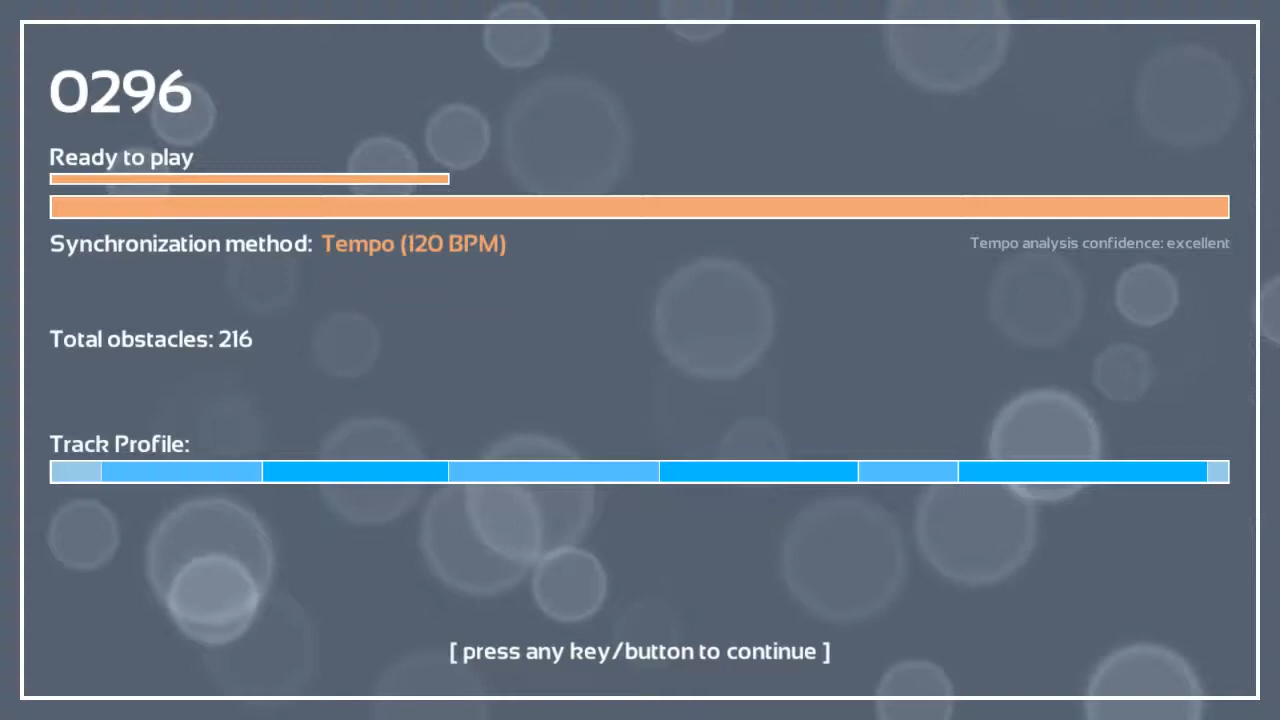 0296
Ready to play
Synchronization method: Tempo (120 BPM)
Tempo analysis confidence: excellent
Total obstacles: 216
Track Profile:
[ press any key/button to continue ]